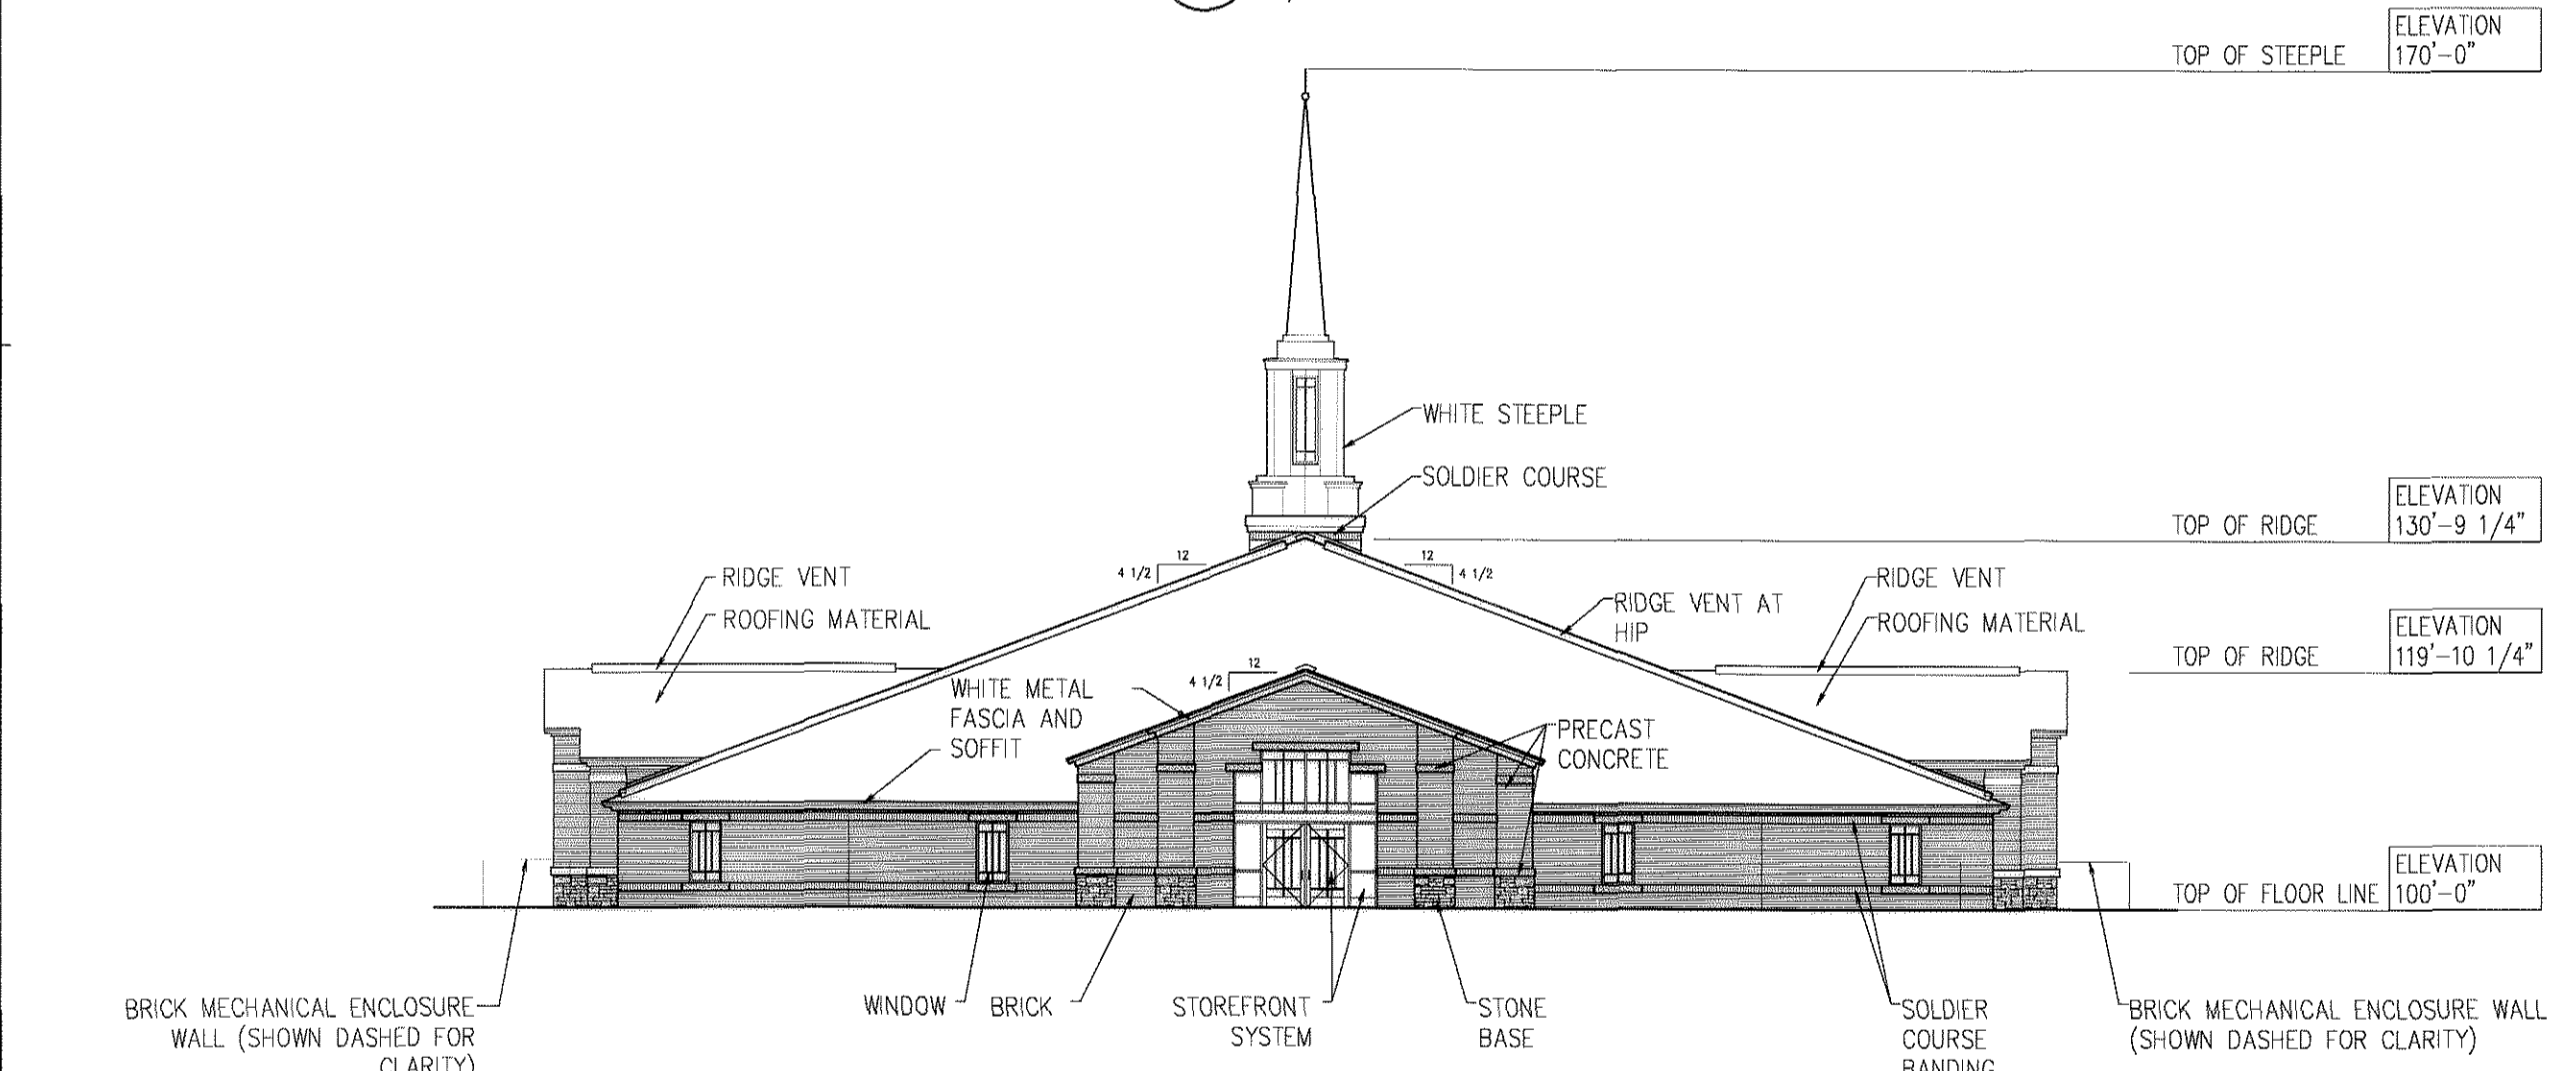 ELEVATION
TOP OF STEEPLE 170'-0"
WHITE STEEPLE
SOLDIER COURSE
ELEVATION
TOP OF RIDGE 130'-9 1/4"
12
4 1/2
12
4 1/2
RIDGE VENT
ROOFING MATERIAL
RIDGE VENT AT
HIP
RIDGE VENT
ROOFING MATERIAL
ELEVATION
TOP OF RIDGE 119'-10 1/4"
12
4 1/2
WHITE METAL
FASCIA AND
SOFFIT
PRECAST
CONCRETE
ELEVATION
TOP OF FLOOR LINE 100'-0"
BRICK MECHANICAL ENCLOSURE
WALL (SHOWN DASHED FOR
CLARITY)
WINDOW
BRICK
STOREFRONT
SYSTEM
STONE
BASE
SOLDIER
COURSE
BANDING
BRICK MECHANICAL ENCLOSURE WALL
(SHOWN DASHED FOR CLARITY)